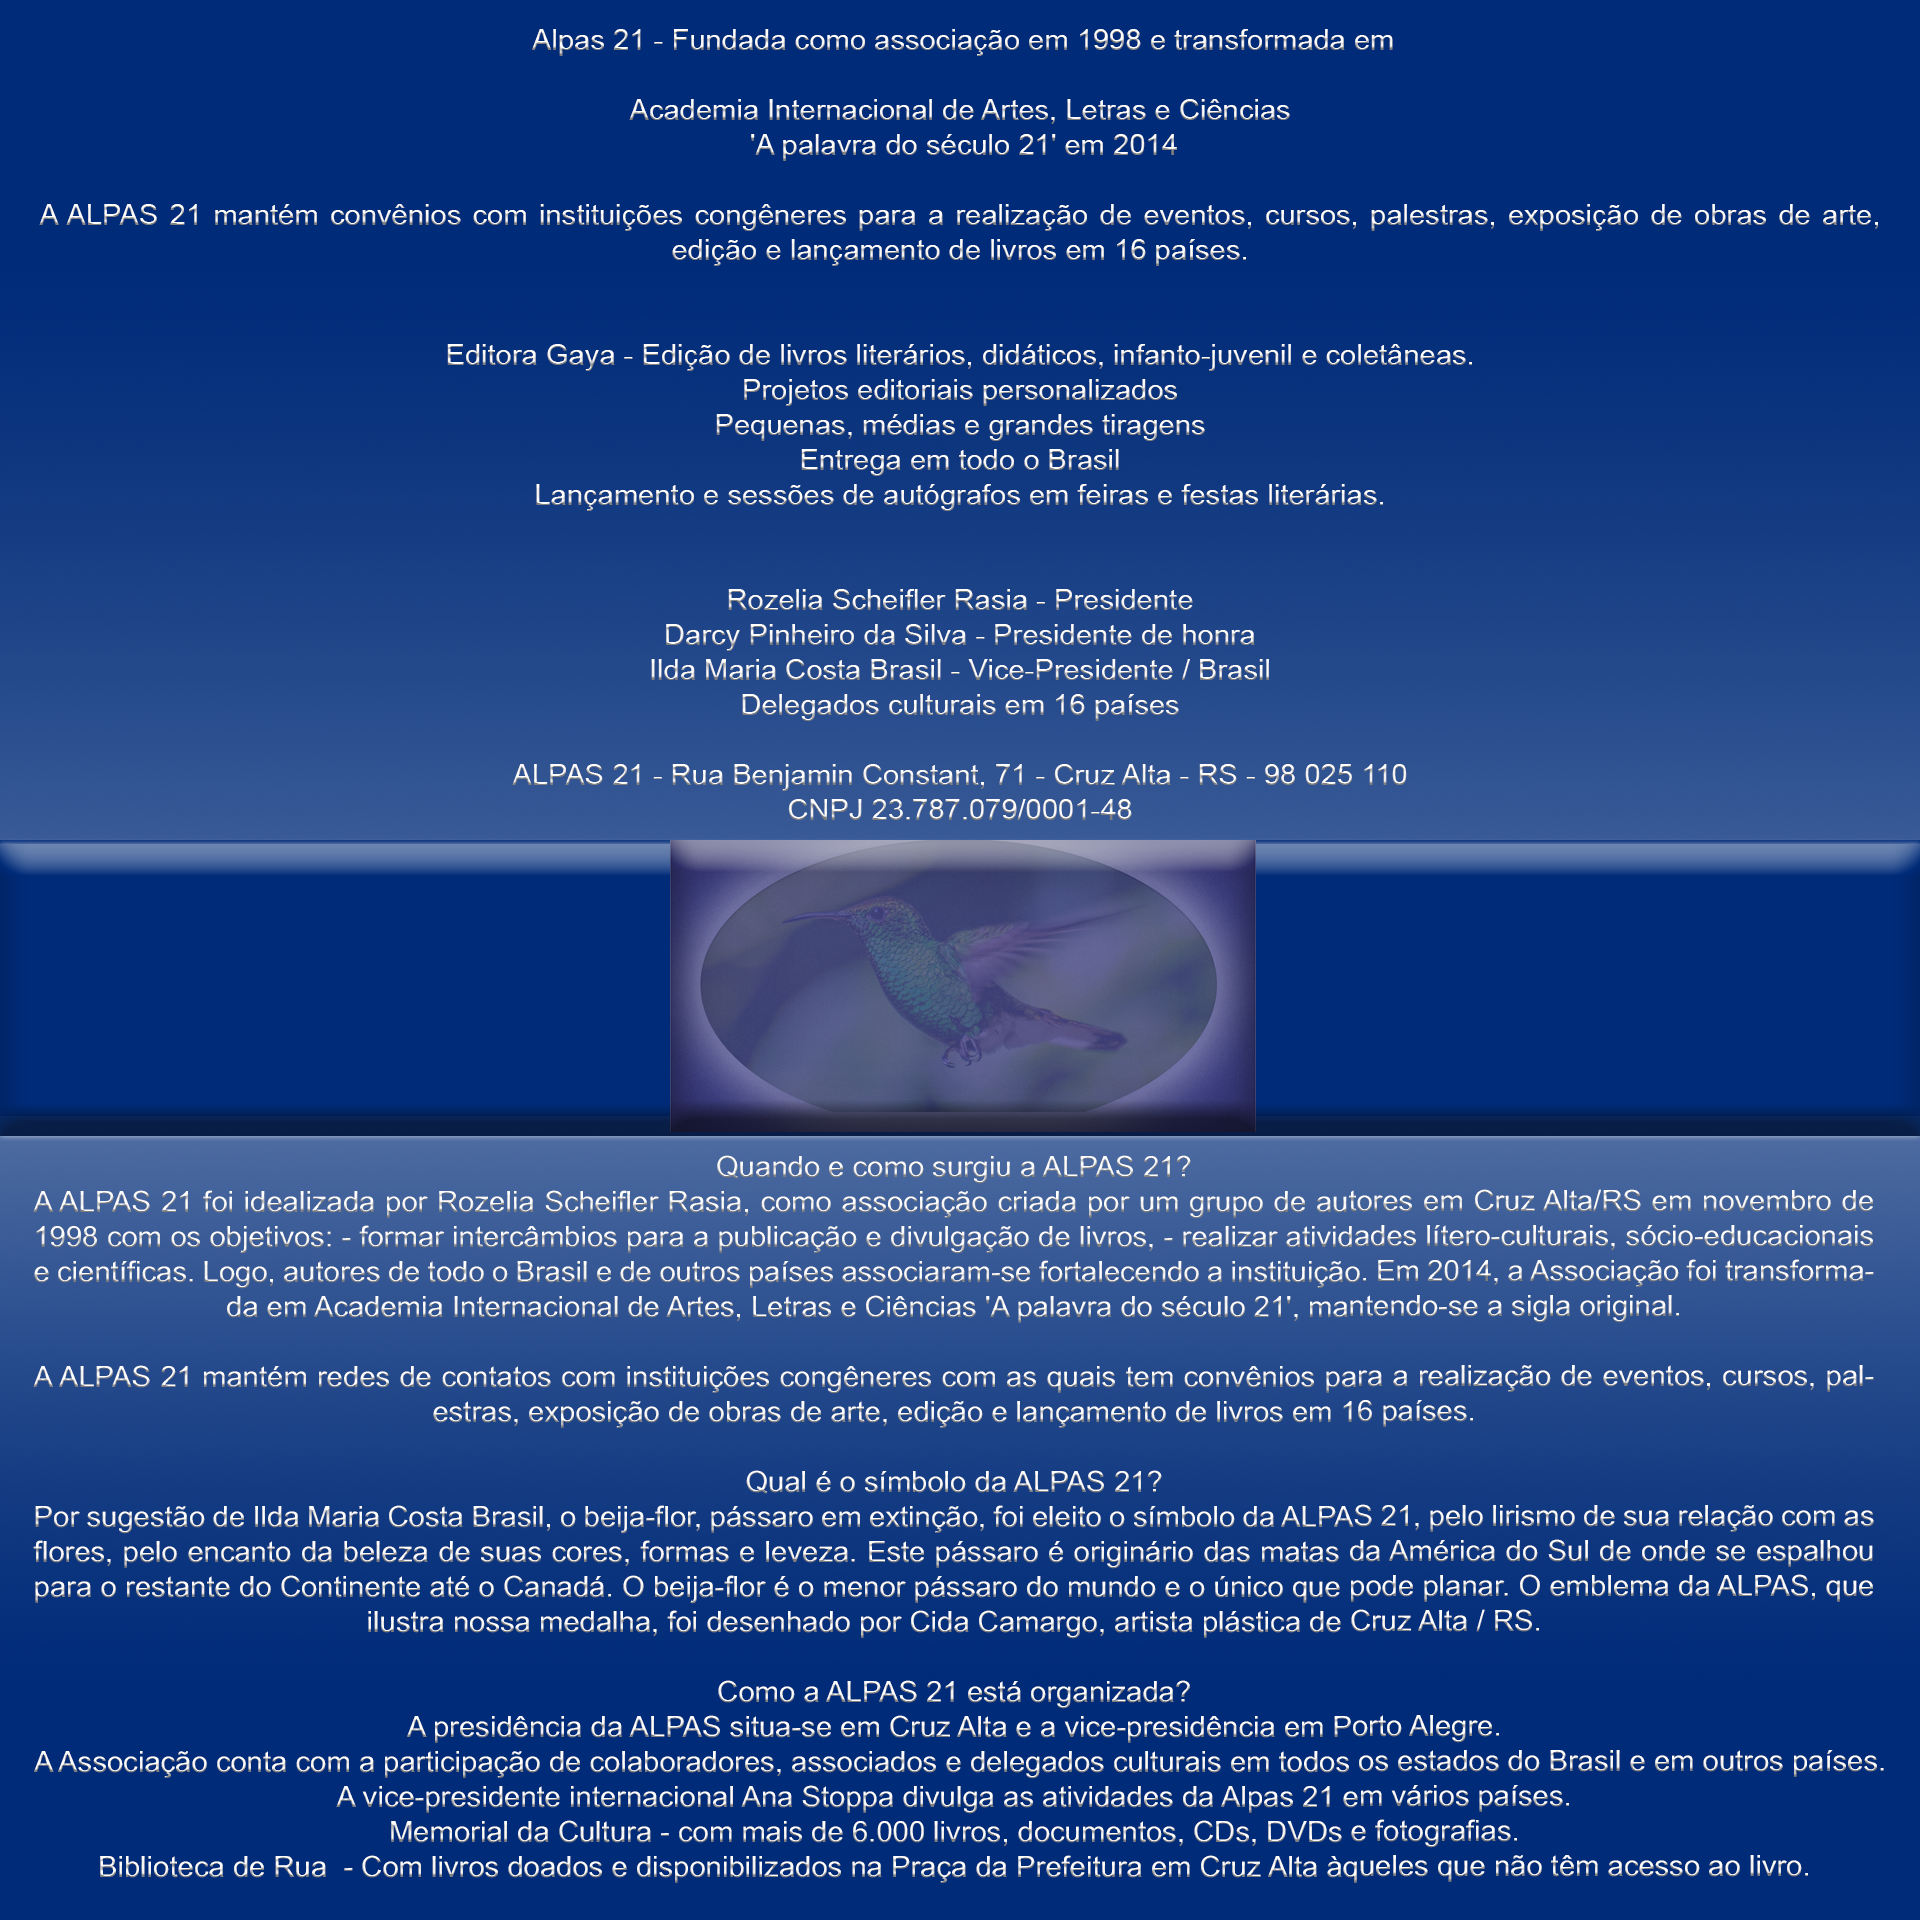 Alpas 21 - Fundada como associação em 1998 e transformada em
Academia Internacional de Artes, Letras e Ciências
'A palavra do século 21' em 2014
A ALPAS 21 mantém convênios com instituições congêneres para a realização de eventos, cursos, palestras, exposição de obras de arte,
edição e lançamento de livros em 16 países.
Editora Gaya - Edição de livros literários, didáticos, infanto-juvenil e coletâneas.
Projetos editoriais personalizados
Pequenas, médias e grandes tiragens
Entrega em todo o Brasil
Lançamento e sessões de autógrafos em feiras e festas literárias.
Rozelia Scheifler Rasia - Presidente
Darcy Pinheiro da Silva - Presidente de honra
Ilda Maria Costa Brasil - Vice-Presidente / Brasil
Delegados culturais em 16 países
ALPAS 21 - Rua Benjamin Constant, 71 - Cruz Alta - RS - 98 025 110
CNPJ 23.787.079/0001-48
Quando e como surgiu a ALPAS 21?
A ALPAS 21 foi idealizada por Rozelia Scheifler Rasia, como associação criada por um grupo de autores em Cruz Alta/RS em novembro de
1998 com os objetivos: - formar intercâmbios para a publicação e divulgação de livros, - realizar atividades lítero-culturais, sócio-educacionais
e científicas. Logo, autores de todo o Brasil e de outros países associaram-se fortalecendo a instituição. Em 2014, a Associação foi transforma-
da em Academia Internacional de Artes, Letras e Ciências 'A palavra do século 21', mantendo-se a sigla original.
A ALPAS 21 mantém redes de contatos com instituições congêneres com as quais tem convênios para a realização de eventos, cursos, pal-
estras, exposição de obras de arte, edição e lançamento de livros em 16 países.
Qual é o símbolo da ALPAS 21?
Por sugestão de Ilda Maria Costa Brasil, o beija-flor, pássaro em extinção, foi eleito o símbolo da ALPAS 21, pelo lirismo de sua relação com as
flores, pelo encanto da beleza de suas cores, formas e leveza. Este pássaro é originário das matas da América do Sul de onde se espalhou
para o restante do Continente até o Canadá. O beija-flor é o menor pássaro do mundo e o único que pode planar. O emblema da ALPAS, que
ilustra nossa medalha, foi desenhado por Cida Camargo, artista plástica de Cruz Alta / RS.
Como a ALPAS 21 está organizada?
A presidência da ALPAS situa-se em Cruz Alta e a vice-presidência em Porto Alegre.
A Associação conta com a participação de colaboradores, associados e delegados culturais em todos os estados do Brasil e em outros países.
A vice-presidente internacional Ana Stoppa divulga as atividades da Alpas 21 em vários países.
Memorial da Cultura - com mais de 6.000 livros, documentos, CDs, DVDs e fotografias.
Biblioteca de Rua  - Com livros doados e disponibilizados na Praça da Prefeitura em Cruz Alta àqueles que não têm acesso ao livro.